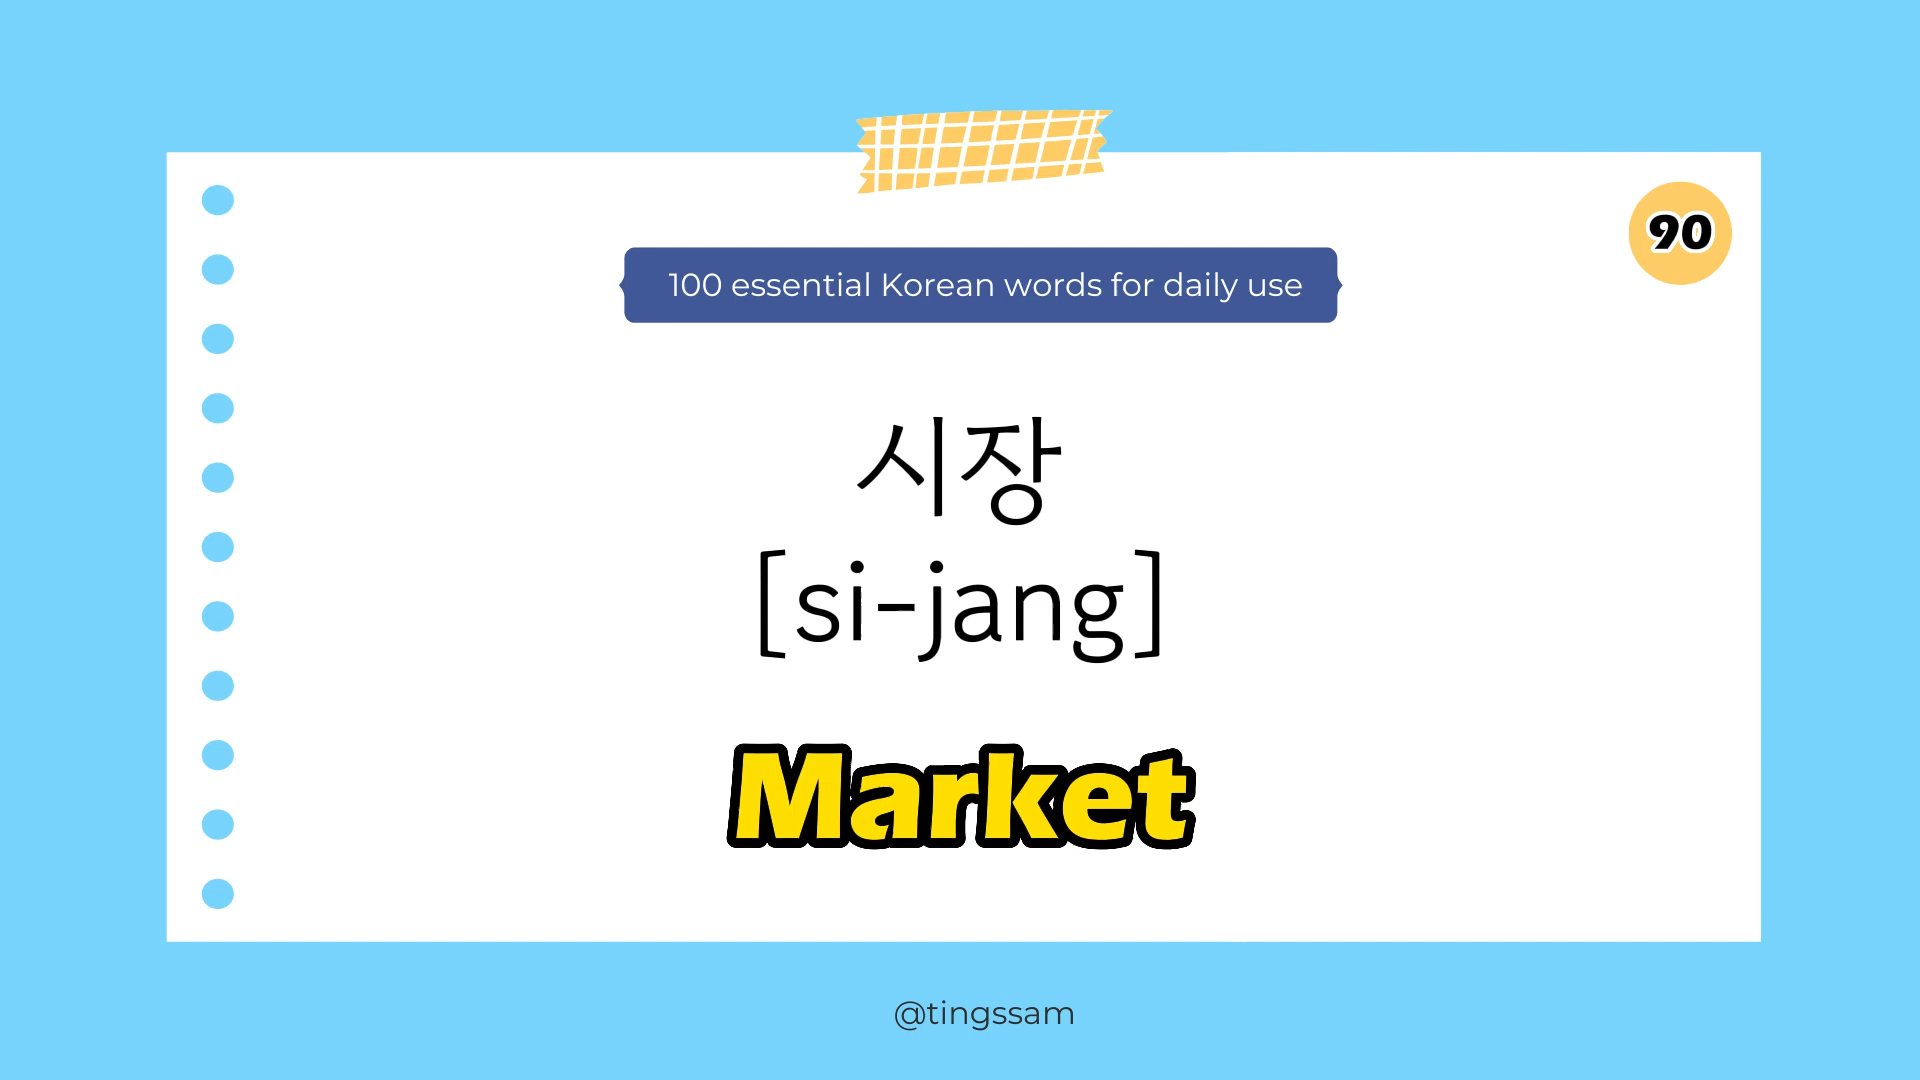 90
100 essential Korean words for daily use
시장
[si-jang]
Market
@tingssam